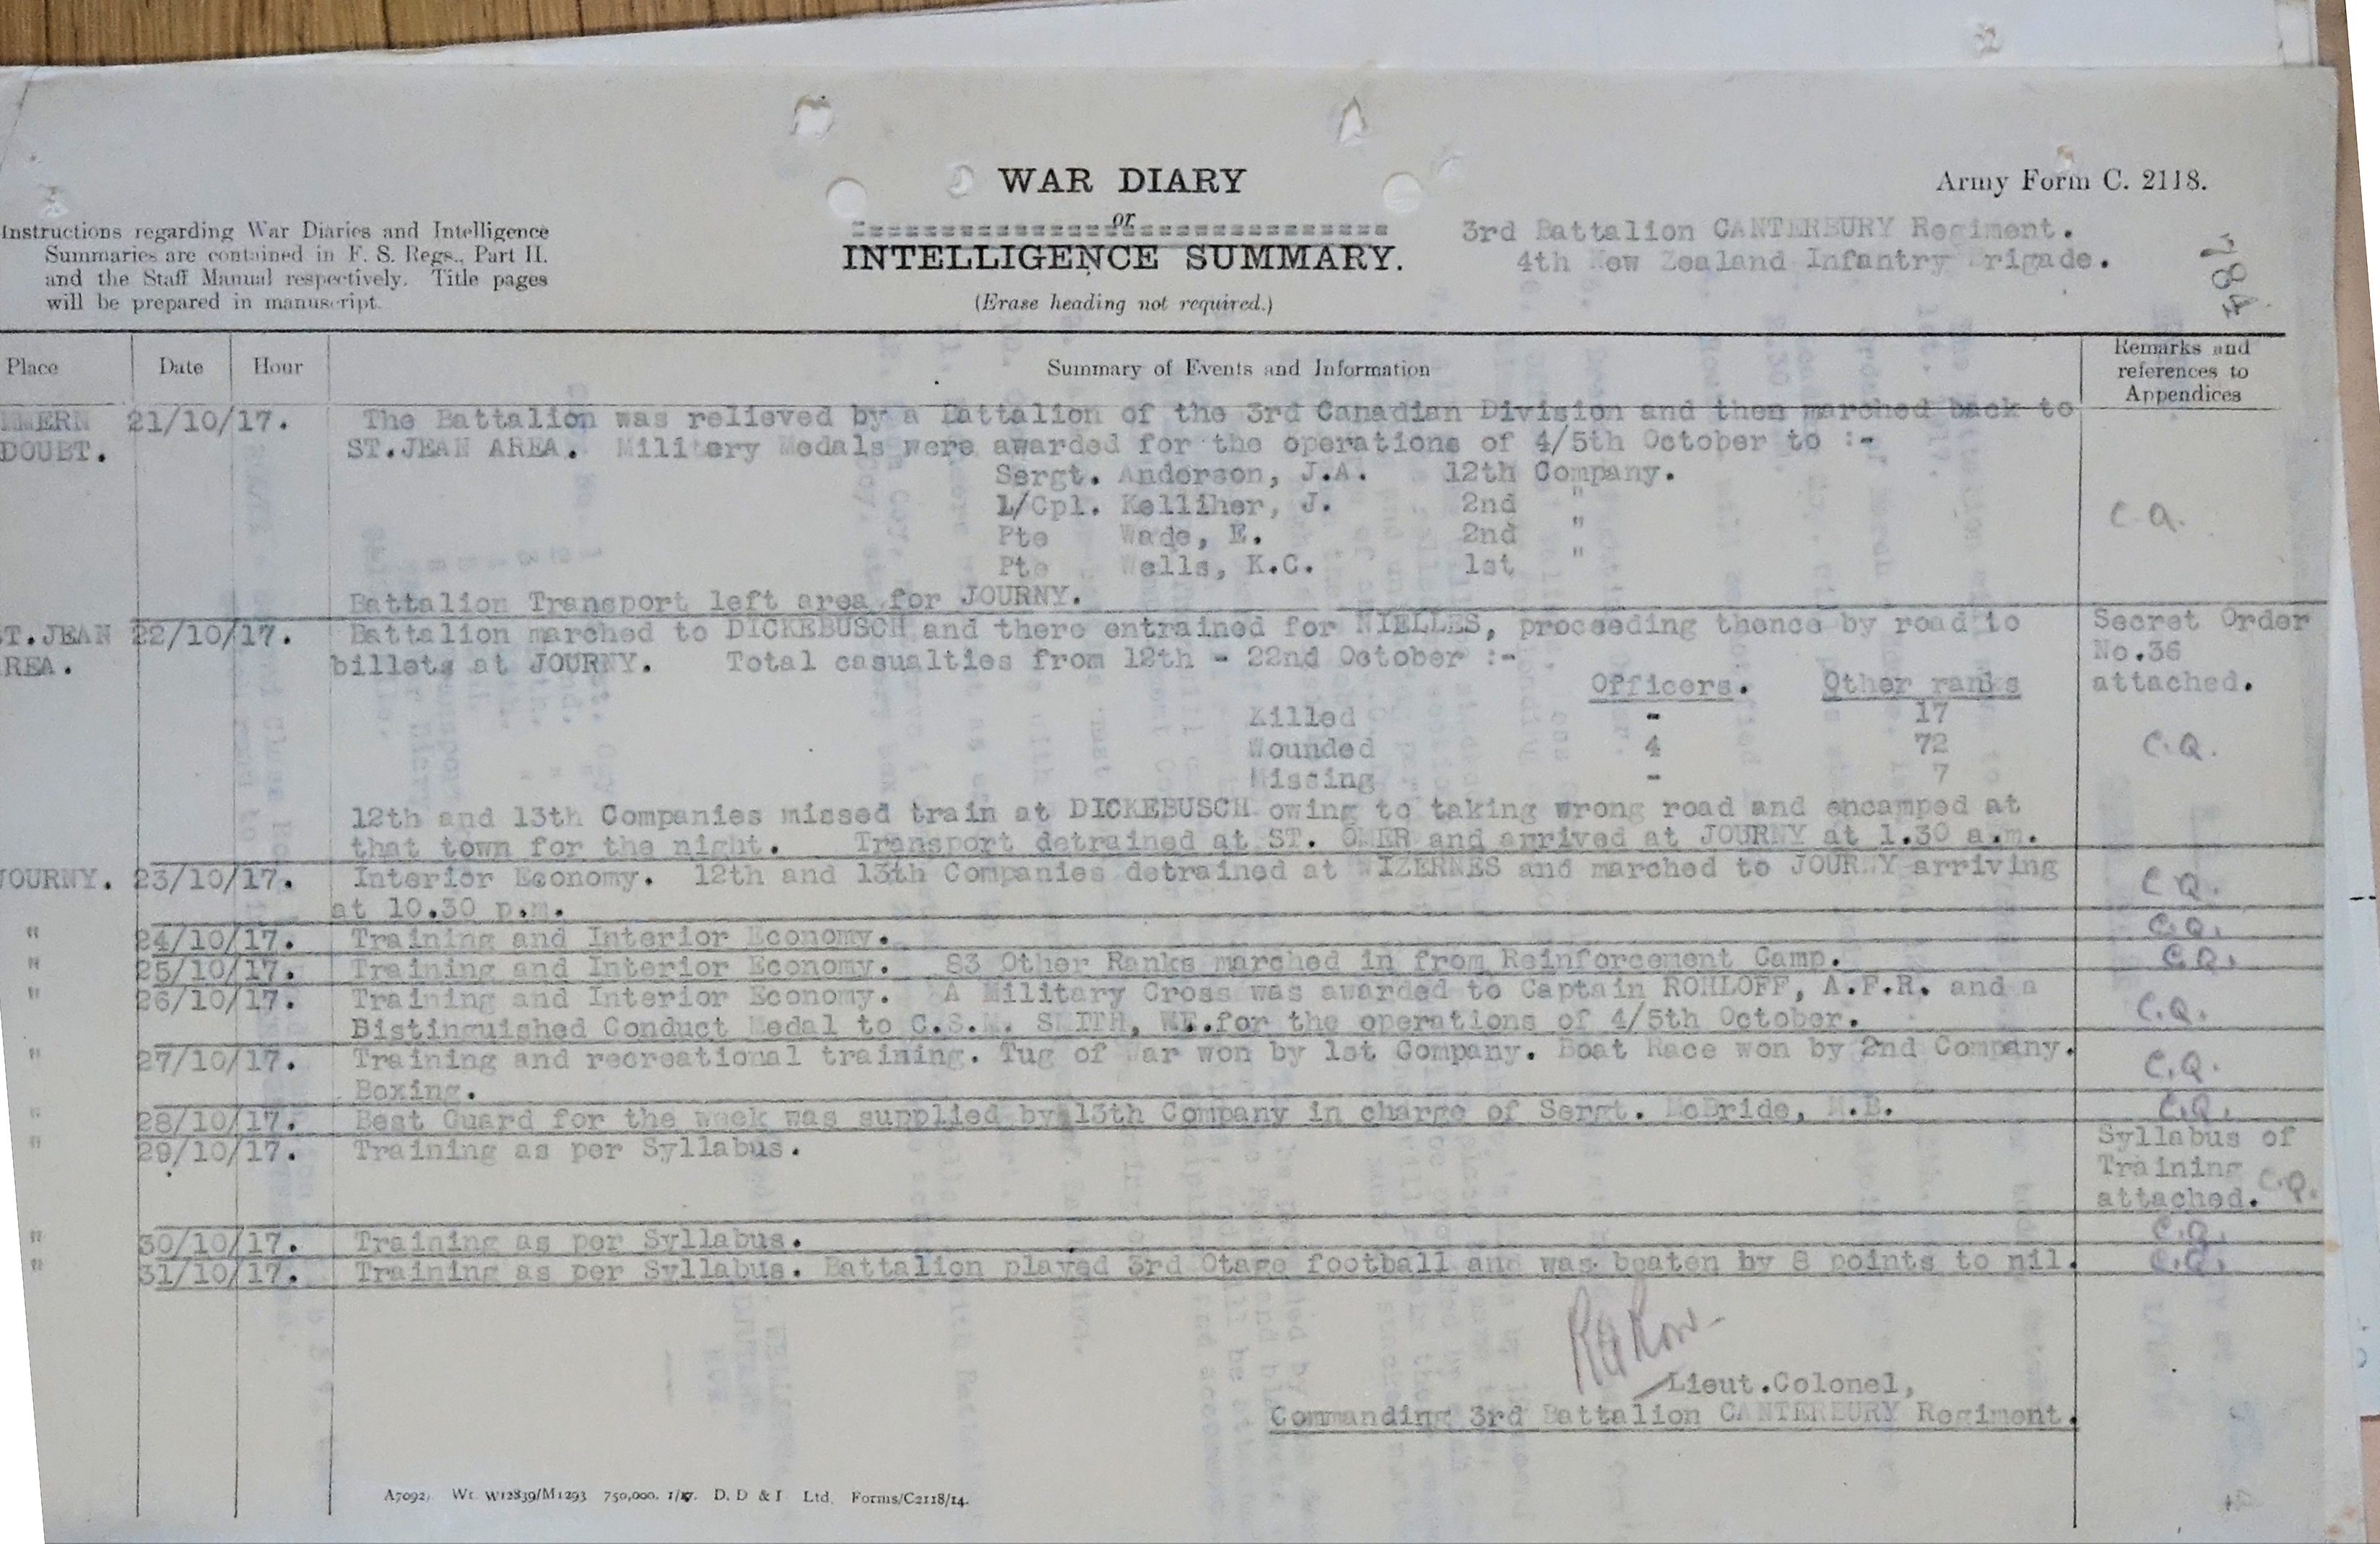 WAR DIARY
or
INTELLIGENCE SUMMARY.
(Erase heading not required.)
Army Form C. 2118.
Instructions regarding War Diaries and Intelligence
Summaries are contained in F. S. Regs., Part II.
and the Staff Manual respectively. Title pages
will be prepared in manuscript.
3rd Battalion CANTERBURY Regiment.
4th New Zealand Infantry Brigade.
784
Place Date Hour Summary of Events and Information Remarks and
references to
Appendices
MMERN 21/10/17. The Battalion was relieved by a Battalion of the 3rd Canadian Division and then marched back to
DOUBT. ST.JEAN AREA. Military Medals were awarded for the operations of 4/5th October to :-
Sergt. Anderson, J.A. 12th Company.
L/Cpl. Kelliher, J. 2nd "
Pte Wade, E. 2nd "
Pte Wells, K.C. 1st "
C.Q.
Battalion Transport left area for JOURNY.
ST.JEAN 22/10/17. Battalion marched to DICKEBUSCH and there entrained for NIELLES, proceeding thence by road to
REA. billets at JOURNY. Total casualties from 12th - 22nd October :-
Secret Order
No.36
attached.
Officers. Other ranks
Killed - 17
Wounded 4 72
Missing - 7
C.Q.
12th and 13th Companies missed train at DICKEBUSCH owing to taking wrong road and encamped at
that town for the night. Transport detrained at ST. OMER and arrived at JOURNY at 1.30 a.m.
JOURNY. 23/10/17. Interior Economy. 12th and 13th Companies detrained at WIZERNES and marched to JOURNY arriving
at 10.30 p.m. C.Q.
" 24/10/17. Training and Interior Economy. C.Q.
" 25/10/17. Training and Interior Economy. 83 Other Ranks marched in from Reinforcement Camp. C.Q.
" 26/10/17. Training and Interior Economy. A Military Cross was awarded to Captain ROHLOFF, A.F.R. and a
Distinguished Conduct Medal to C.S.M. SMITH, WE.for the operations of 4/5th October. C.Q.
" 27/10/17. Training and recreational training. Tug of War won by 1st Company. Boat Race won by 2nd Company.
Boxing. C.Q.
" 28/10/17. Best Guard for the week was supplied by 13th Company in charge of Sergt. McBride, C.Q.
" 29/10/17. Training as per Syllabus. Syllabus of
Training
attached. C.Q.
" 30/10/17. Training as per Syllabus. C.Q.
" 31/10/17. Training as per Syllabus. Battalion played 3rd Otago football and was beaten by 8 points to nil. C.Q.
Lieut.Colonel,
Commanding 3rd Battalion CANTERBURY Regiment.
A7092. Wt. W12839/M1293 750,000. 1/17. D. D & I Ltd. Forms/C2118/14.